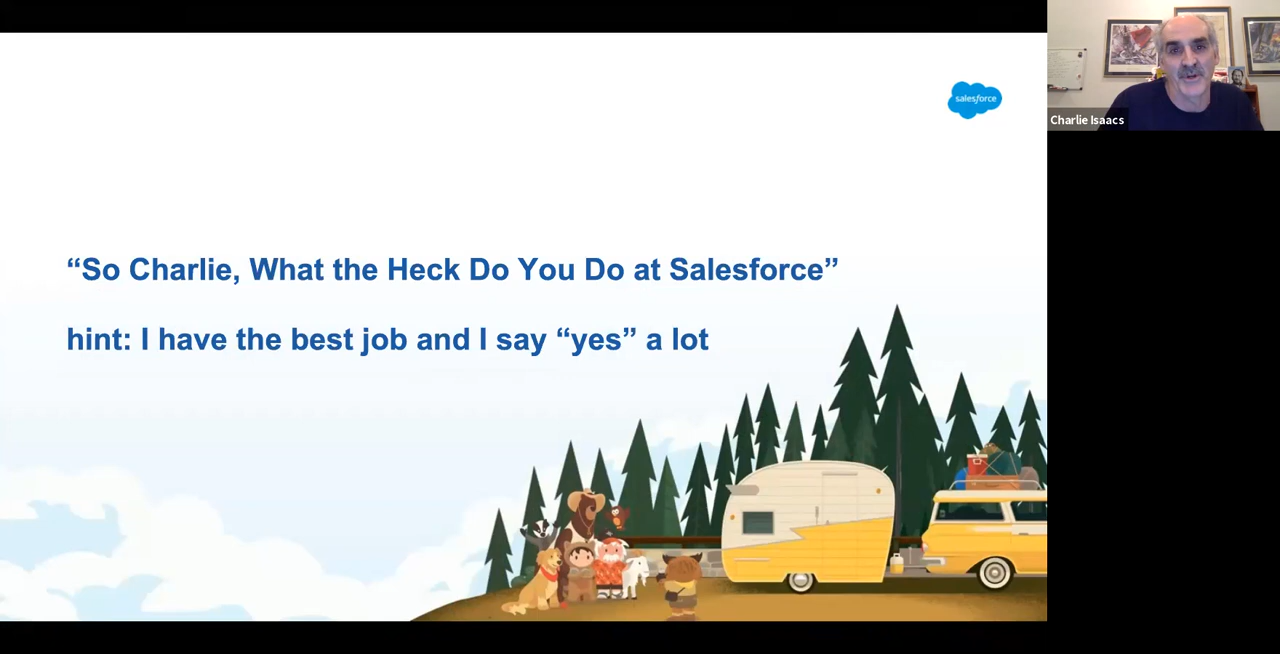 salesforce
“So Charlie, What the Heck Do You Do at Salesforce”
hint: I have the best job and I say “yes” a lot
Charlie Isaacs